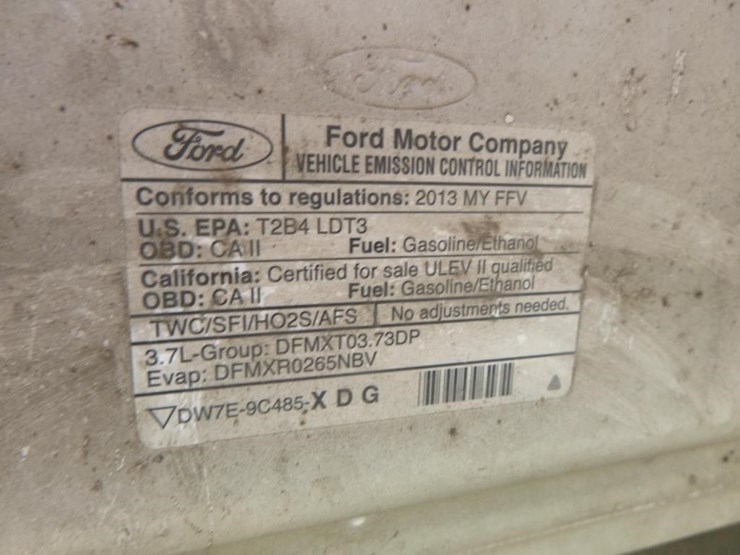 Ford
Ford
Ford Motor Company
VEHICLE EMISSION CONTROL INFORMATION
Conforms to regulations: 2013 MY FFV
U.S. EPA: T2B4 LDT3
OBD: CA II Fuel: Gasoline/Ethanol
California: Certified for sale ULEV II qualified
OBD: CA II Fuel: Gasoline/Ethanol
TWC/SFI/HO2S/AFS No adjustments needed.
3.7L-Group: DFMXT03.73DP
Evap: DFMXR0265NBV
DW7E-9C485-X D G